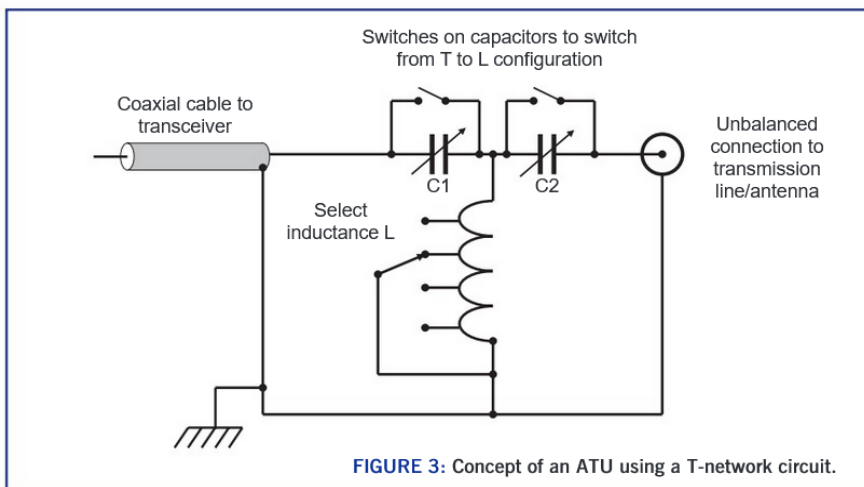 Switches on capacitors to switch
from T to L configuration
Coaxial cable to
transceiver
Unbalanced
connection to
transmission
line/antenna
C1
C2
Select
inductance L
FIGURE 3: Concept of an ATU using a T-network circuit.